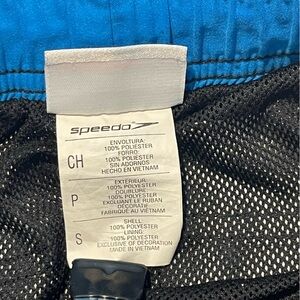 speedo
CH
ENVOLTURA:
100% POLIESTER
FORRO:
100% POLIESTER
SIN ADORNOS
HECHO EN VIETNAM
P
EXTÉRIEUR:
100% POLYESTER
DOUBLURE
100% POLYESTER
EXCLUANT LE RUBAN
DÉCORATIF
FABRIQUÉ AU VIETNAM
S
SHELL:
100% POLYESTER
LINING:
100% POLYESTER
EXCLUSIVE OF DECORATION
MADE IN VIETNAM